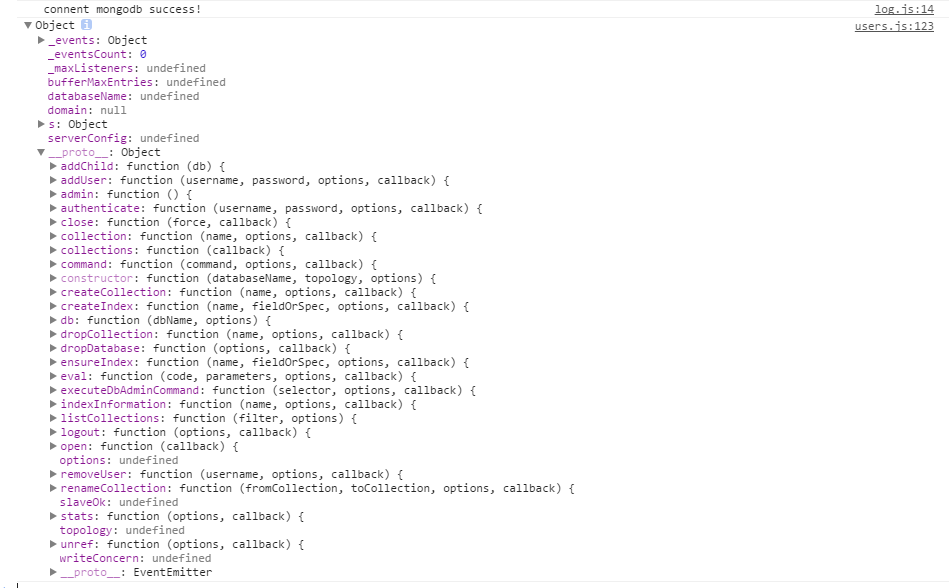 connent mongodb success! log.js:14
Object i users.js:123
_events: Object
_eventsCount: 0
_maxListeners: undefined
bufferMaxEntries: undefined
databaseName: undefined
domain: null
s: Object
serverConfig: undefined
__proto__: Object
addChild: function (db) {
addUser: function (username, password, options, callback) {
admin: function () {
authenticate: function (username, password, options, callback) {
close: function (force, callback) {
collection: function (name, options, callback) {
collections: function (callback) {
command: function (command, options, callback) {
constructor: function (databaseName, topology, options) {
createCollection: function (name, options, callback) {
createIndex: function (name, fieldOrSpec, options, callback) {
db: function (dbName, options) {
dropCollection: function (name, options, callback) {
dropDatabase: function (options, callback) {
ensureIndex: function (name, fieldOrSpec, options, callback) {
eval: function (code, parameters, options, callback) {
executeDbAdminCommand: function (selector, options, callback) {
indexInformation: function (name, options, callback) {
listCollections: function (filter, options) {
logout: function (options, callback) {
open: function (callback) {
options: undefined
removeUser: function (username, options, callback) {
renameCollection: function (fromCollection, toCollection, options, callback) {
slaveOk: undefined
stats: function (options, callback) {
topology: undefined
unref: function (options, callback) {
writeConcern: undefined
__proto__: EventEmitter